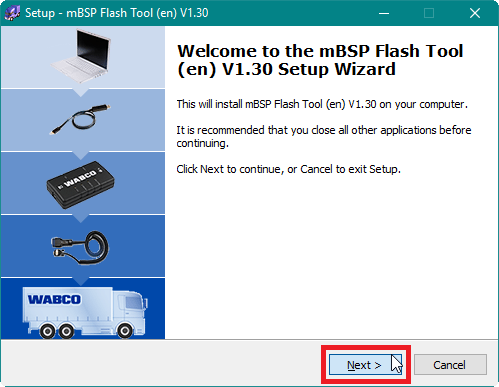 Setup - mBSP Flash Tool (en) V1.30
Welcome to the mBSP Flash Tool
(en) V1.30 Setup Wizard
This will install mBSP Flash Tool (en) V1.30 on your computer.
It is recommended that you close all other applications before
continuing.
Click Next to continue, or Cancel to exit Setup.
WABCO
WABCO
Next >
Cancel